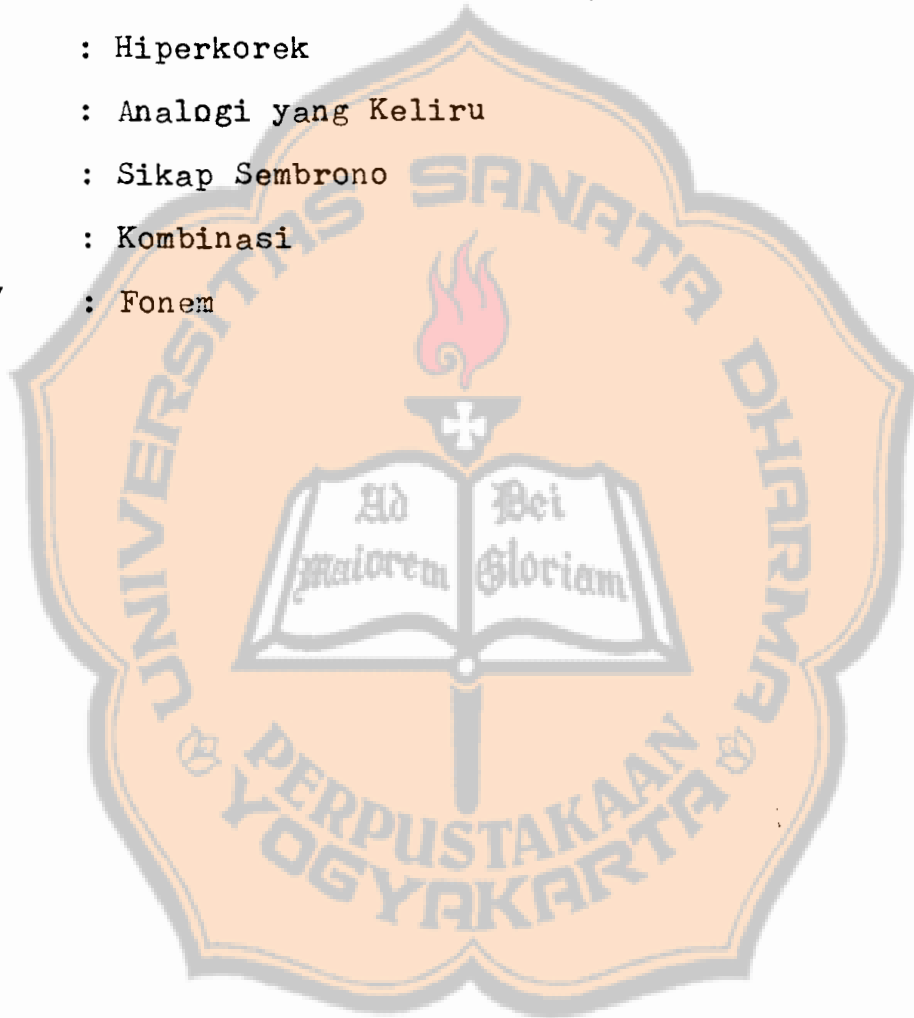 : Hiperkorek
: Analogi yang Keliru
: Sikap Sembrono
: Kombinasi
/ : Fonem
UNIVERSITAS SANATA DHARMA
Ad Dei
maiorem Gloriam
PERPUSTAKAAN
YOGYAKARTA